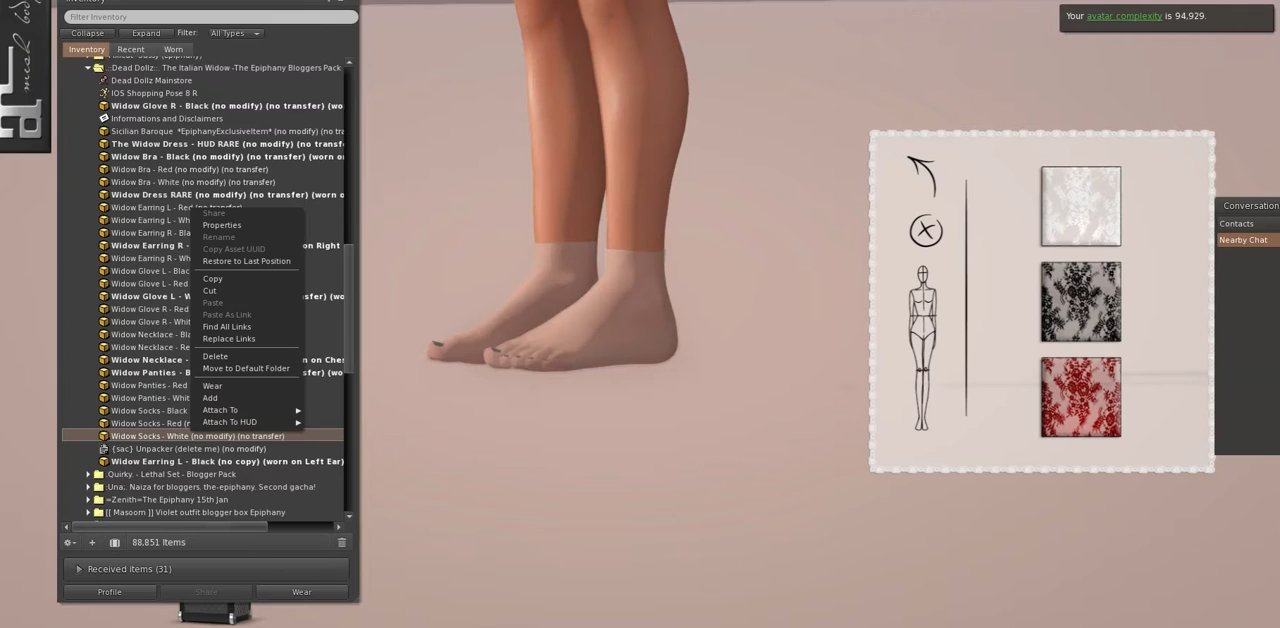 Inventory
Filter Inventory
Collapse Expand Filter: All Types
Inventory Recent Worn
::Dead Dollz:. The Italian Widow -The Epiphany Bloggers Pack
Dead Dollz Mainstore
IOS Shopping Pose 8 R
Widow Glove R - Black (no modify) (no transfer) (wo
Informations and Disclaimers
Sicilian Baroque *EpiphanyExclusiveItem* (no modify) (no tra
The Widow Dress - HUD RARE (no modify) (no transfer)
Widow Bra - Black (no modify) (no transfer) (worn o
Widow Bra - Red (no modify) (no transfer)
Widow Bra - White (no modify) (no transfer)
Widow Dress RARE (no modify) (no transfer) (worn o
Widow Earring L - Red (no transfer)
Widow Earring L - Wh
Widow Earring R - Bla
Widow Earring R - on Right
Widow Earring R - Wh
Widow Glove L - Black
Widow Glove L - Red
Widow Glove L - (wo
Widow Glove R - Red
Widow Glove R - Whit
Widow Necklace - Bla
Widow Necklace - Re
Widow Necklace - n on Ches
Widow Panties - B (wor
Widow Panties - Red
Widow Panties - Whit
Widow Socks - Black
Widow Socks - Red (n
Widow Socks - White (no modify) (no transfer)
{sac} Unpacker (delete me) (no modify)
Widow Earring L - Black (no copy) (worn on Left Ear)
.Quirky. - Lethal Set - Blogger Pack
:Una:. Naiza for bloggers. the-epiphany. Second gacha!
=Zenith=The Epiphany 15th Jan
[[ Masoom ]] Violet outfit blogger box Epiphany
88,851 Items
Received items (31)
Profile Share Wear
Share
Properties
Rename
Copy Asset UUID
Restore to Last Position
Copy
Cut
Paste
Paste As Link
Find All Links
Replace Links
Delete
Move to Default Folder
Wear
Add
Attach To
Attach To HUD
Your avatar complexity is 94,929.
Conversation
Contacts
Nearby Chat